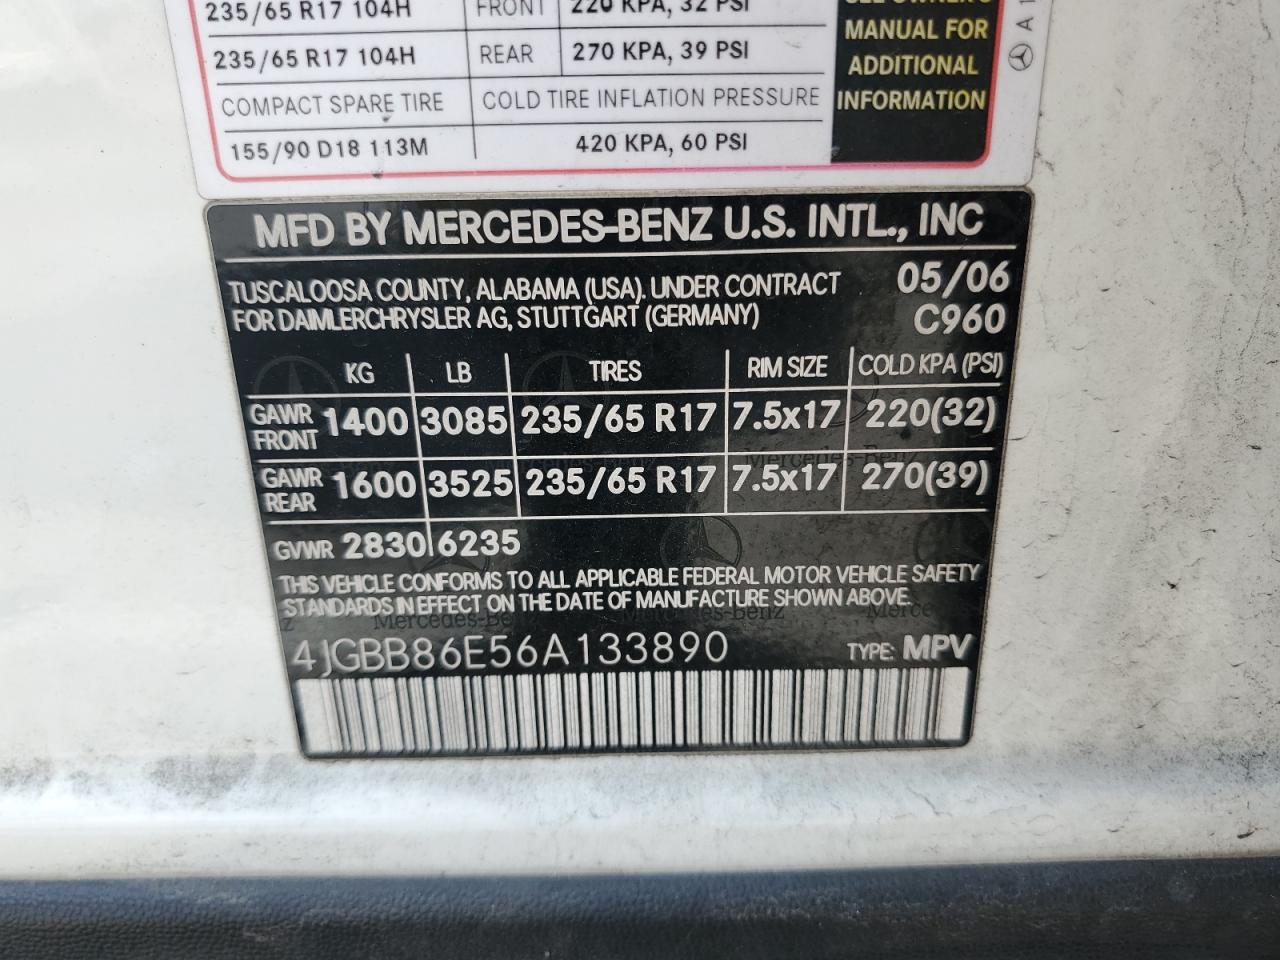 235/65 R17 104H FRONT 220 KPA, 32 PSI
235/65 R17 104H REAR 270 KPA, 39 PSI
COMPACT SPARE TIRE COLD TIRE INFLATION PRESSURE
155/90 D18 113M 420 KPA, 60 PSI
SEE OWNER'S
MANUAL FOR
ADDITIONAL
INFORMATION
MFD BY MERCEDES-BENZ U.S. INTL., INC
TUSCALOOSA COUNTY, ALABAMA (USA). UNDER CONTRACT 05/06
FOR DAIMLERCHRYSLER AG, STUTTGART (GERMANY) C960
KG LB TIRES RIM SIZE COLD KPA (PSI)
GAWR FRONT 1400 3085 235/65 R17 7.5x17 220(32)
GAWR REAR 1600 3525 235/65 R17 7.5x17 270(39)
GVWR 2830 6235
THIS VEHICLE CONFORMS TO ALL APPLICABLE FEDERAL MOTOR VEHICLE SAFETY
STANDARDS IN EFFECT ON THE DATE OF MANUFACTURE SHOWN ABOVE.
4JGBB86E56A133890 TYPE: MPV